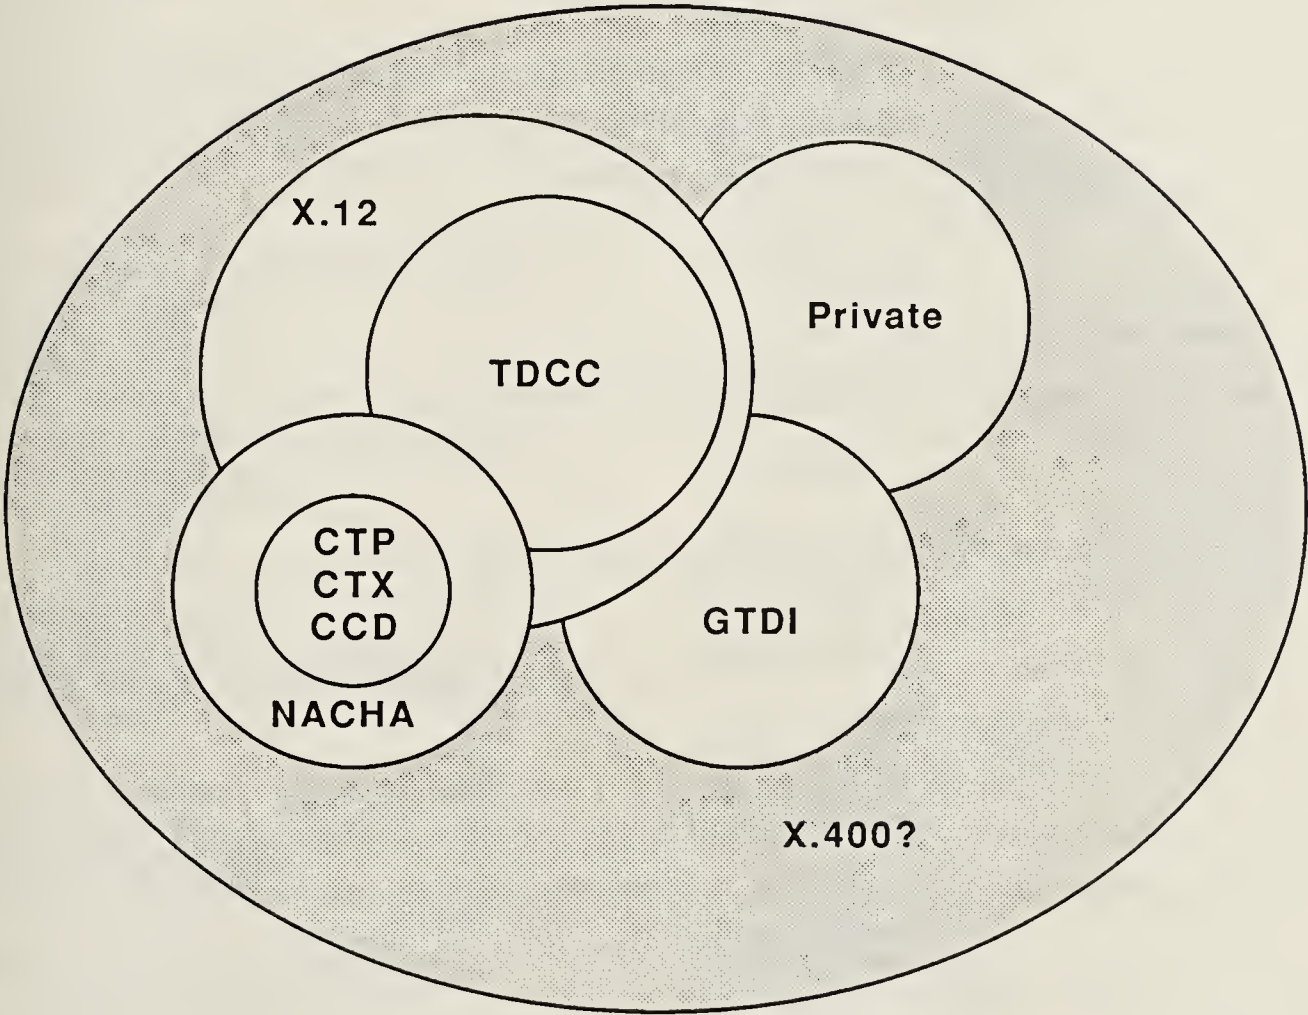 X.12
Private
TDCC
CTP
CTX
CCD
GTDI
NACHA
X.400?